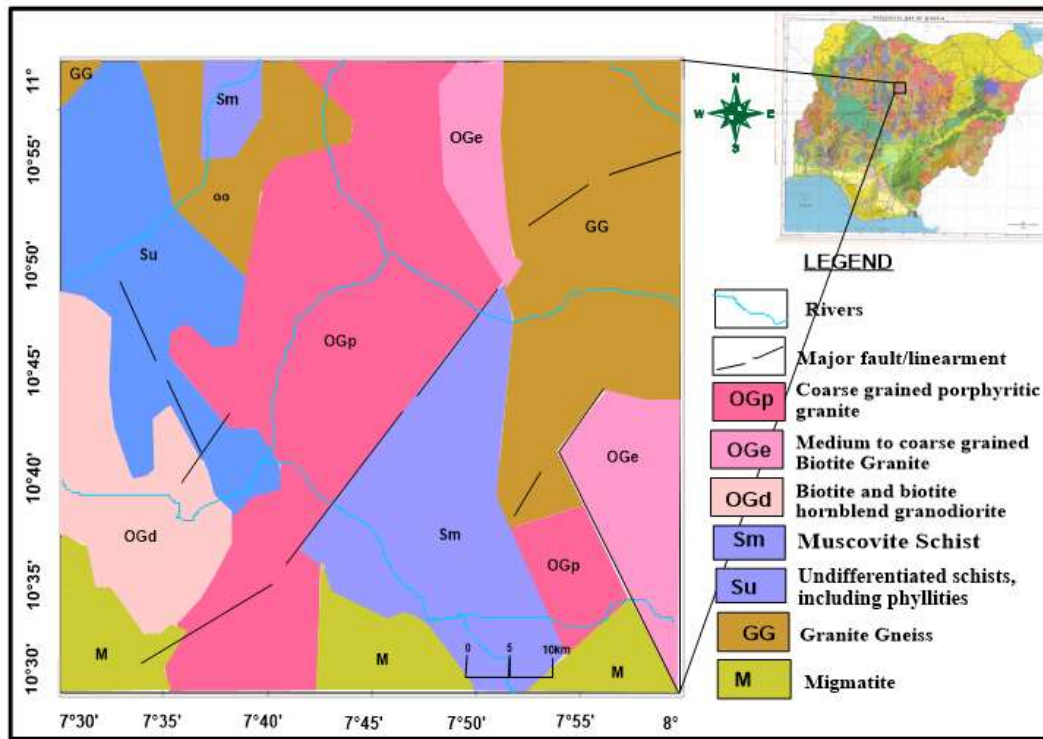 GG
Sm
OGe
oo
GG
Su
OGp
OGe
OGd
Sm
OGp
M
M
M
0 5 10km
11°
10°55'
10°50'
10°45'
10°40'
10°35'
10°30'
7°30' 7°35' 7°40' 7°45' 7°50' 7°55' 8°
N
W E
S
LEGEND
Rivers
Major fault/linearment
OGp Coarse grained porphyritic
granite
OGe Medium to coarse grained
Biotite Granite
OGd Biotite and biotite
hornblend granodiorite
Sm Muscovite Schist
Su Undifferentiated schists,
including phyllities
GG Granite Gneiss
M Migmatite